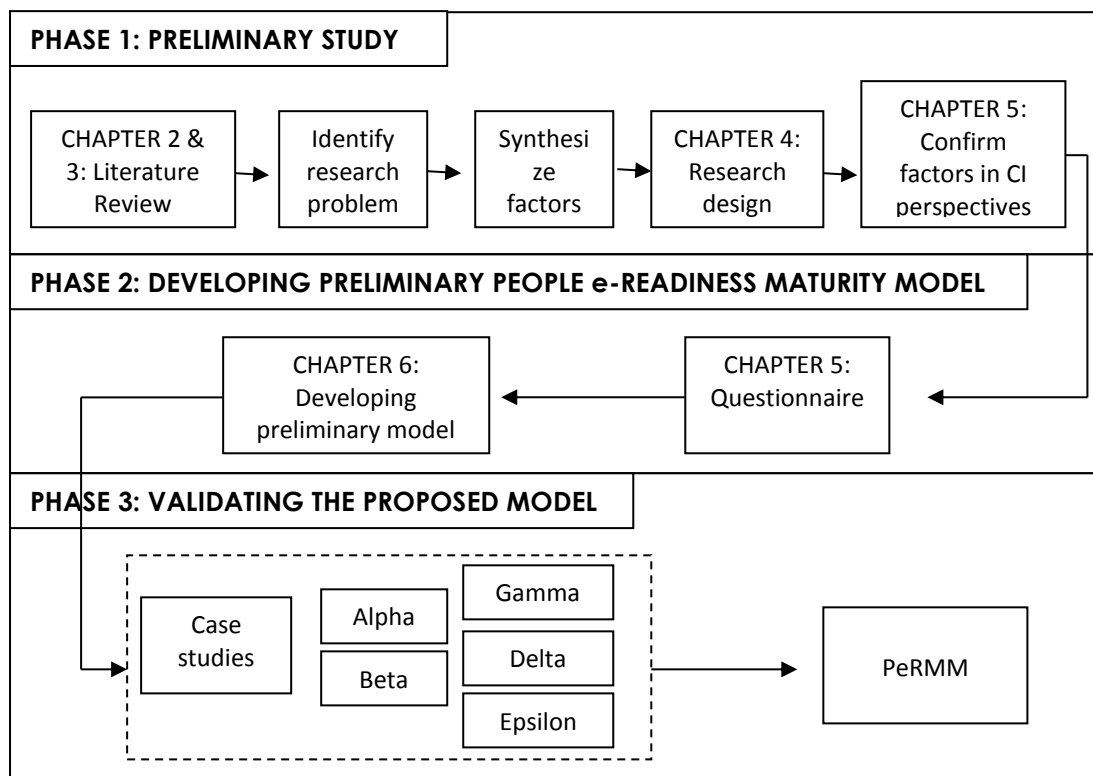 PHASE 1: PRELIMINARY STUDY
CHAPTER 2 &
3: Literature
Review
Identify
research
problem
Synthesi
ze
factors
CHAPTER 4:
Research
design
CHAPTER 5:
Confirm
factors in CI
perspectives
PHASE 2: DEVELOPING PRELIMINARY PEOPLE e-READINESS MATURITY MODEL
CHAPTER 6:
Developing
preliminary model
CHAPTER 5:
Questionnaire
PHASE 3: VALIDATING THE PROPOSED MODEL
Case
studies
Alpha
Beta
Gamma
Delta
Epsilon
PeRMM